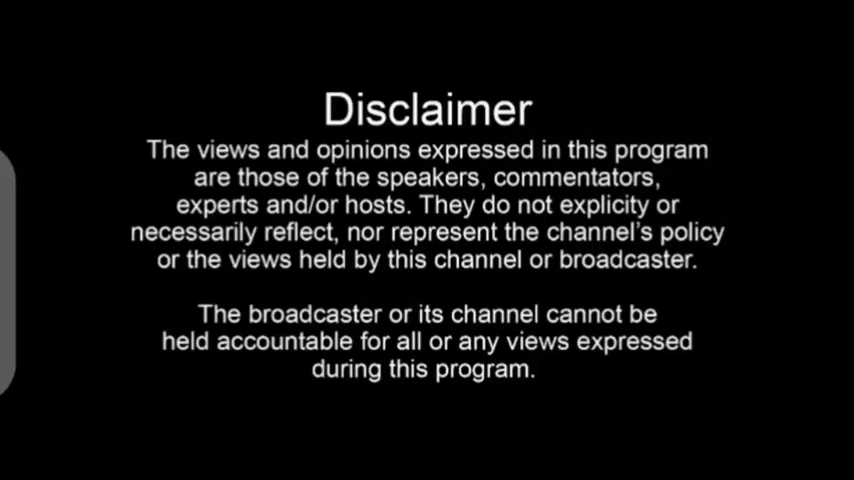 Disclaimer
The views and opinions expressed in this program
are those of the speakers, commentators,
experts and/or hosts. They do not explicity or
necessarily reflect, nor represent the channel's policy
or the views held by this channel or broadcaster.
The broadcaster or its channel cannot be
held accountable for all or any views expressed
during this program.